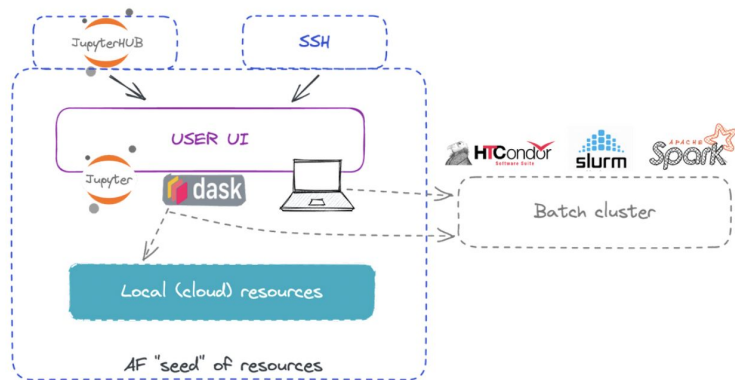 JupyterHUB
SSH
USER UI
Jupyter
dask
HTCondor
Software Suite
slurm
APACHE
Spark
Batch cluster
Local (cloud) resources
AF "seed" of resources